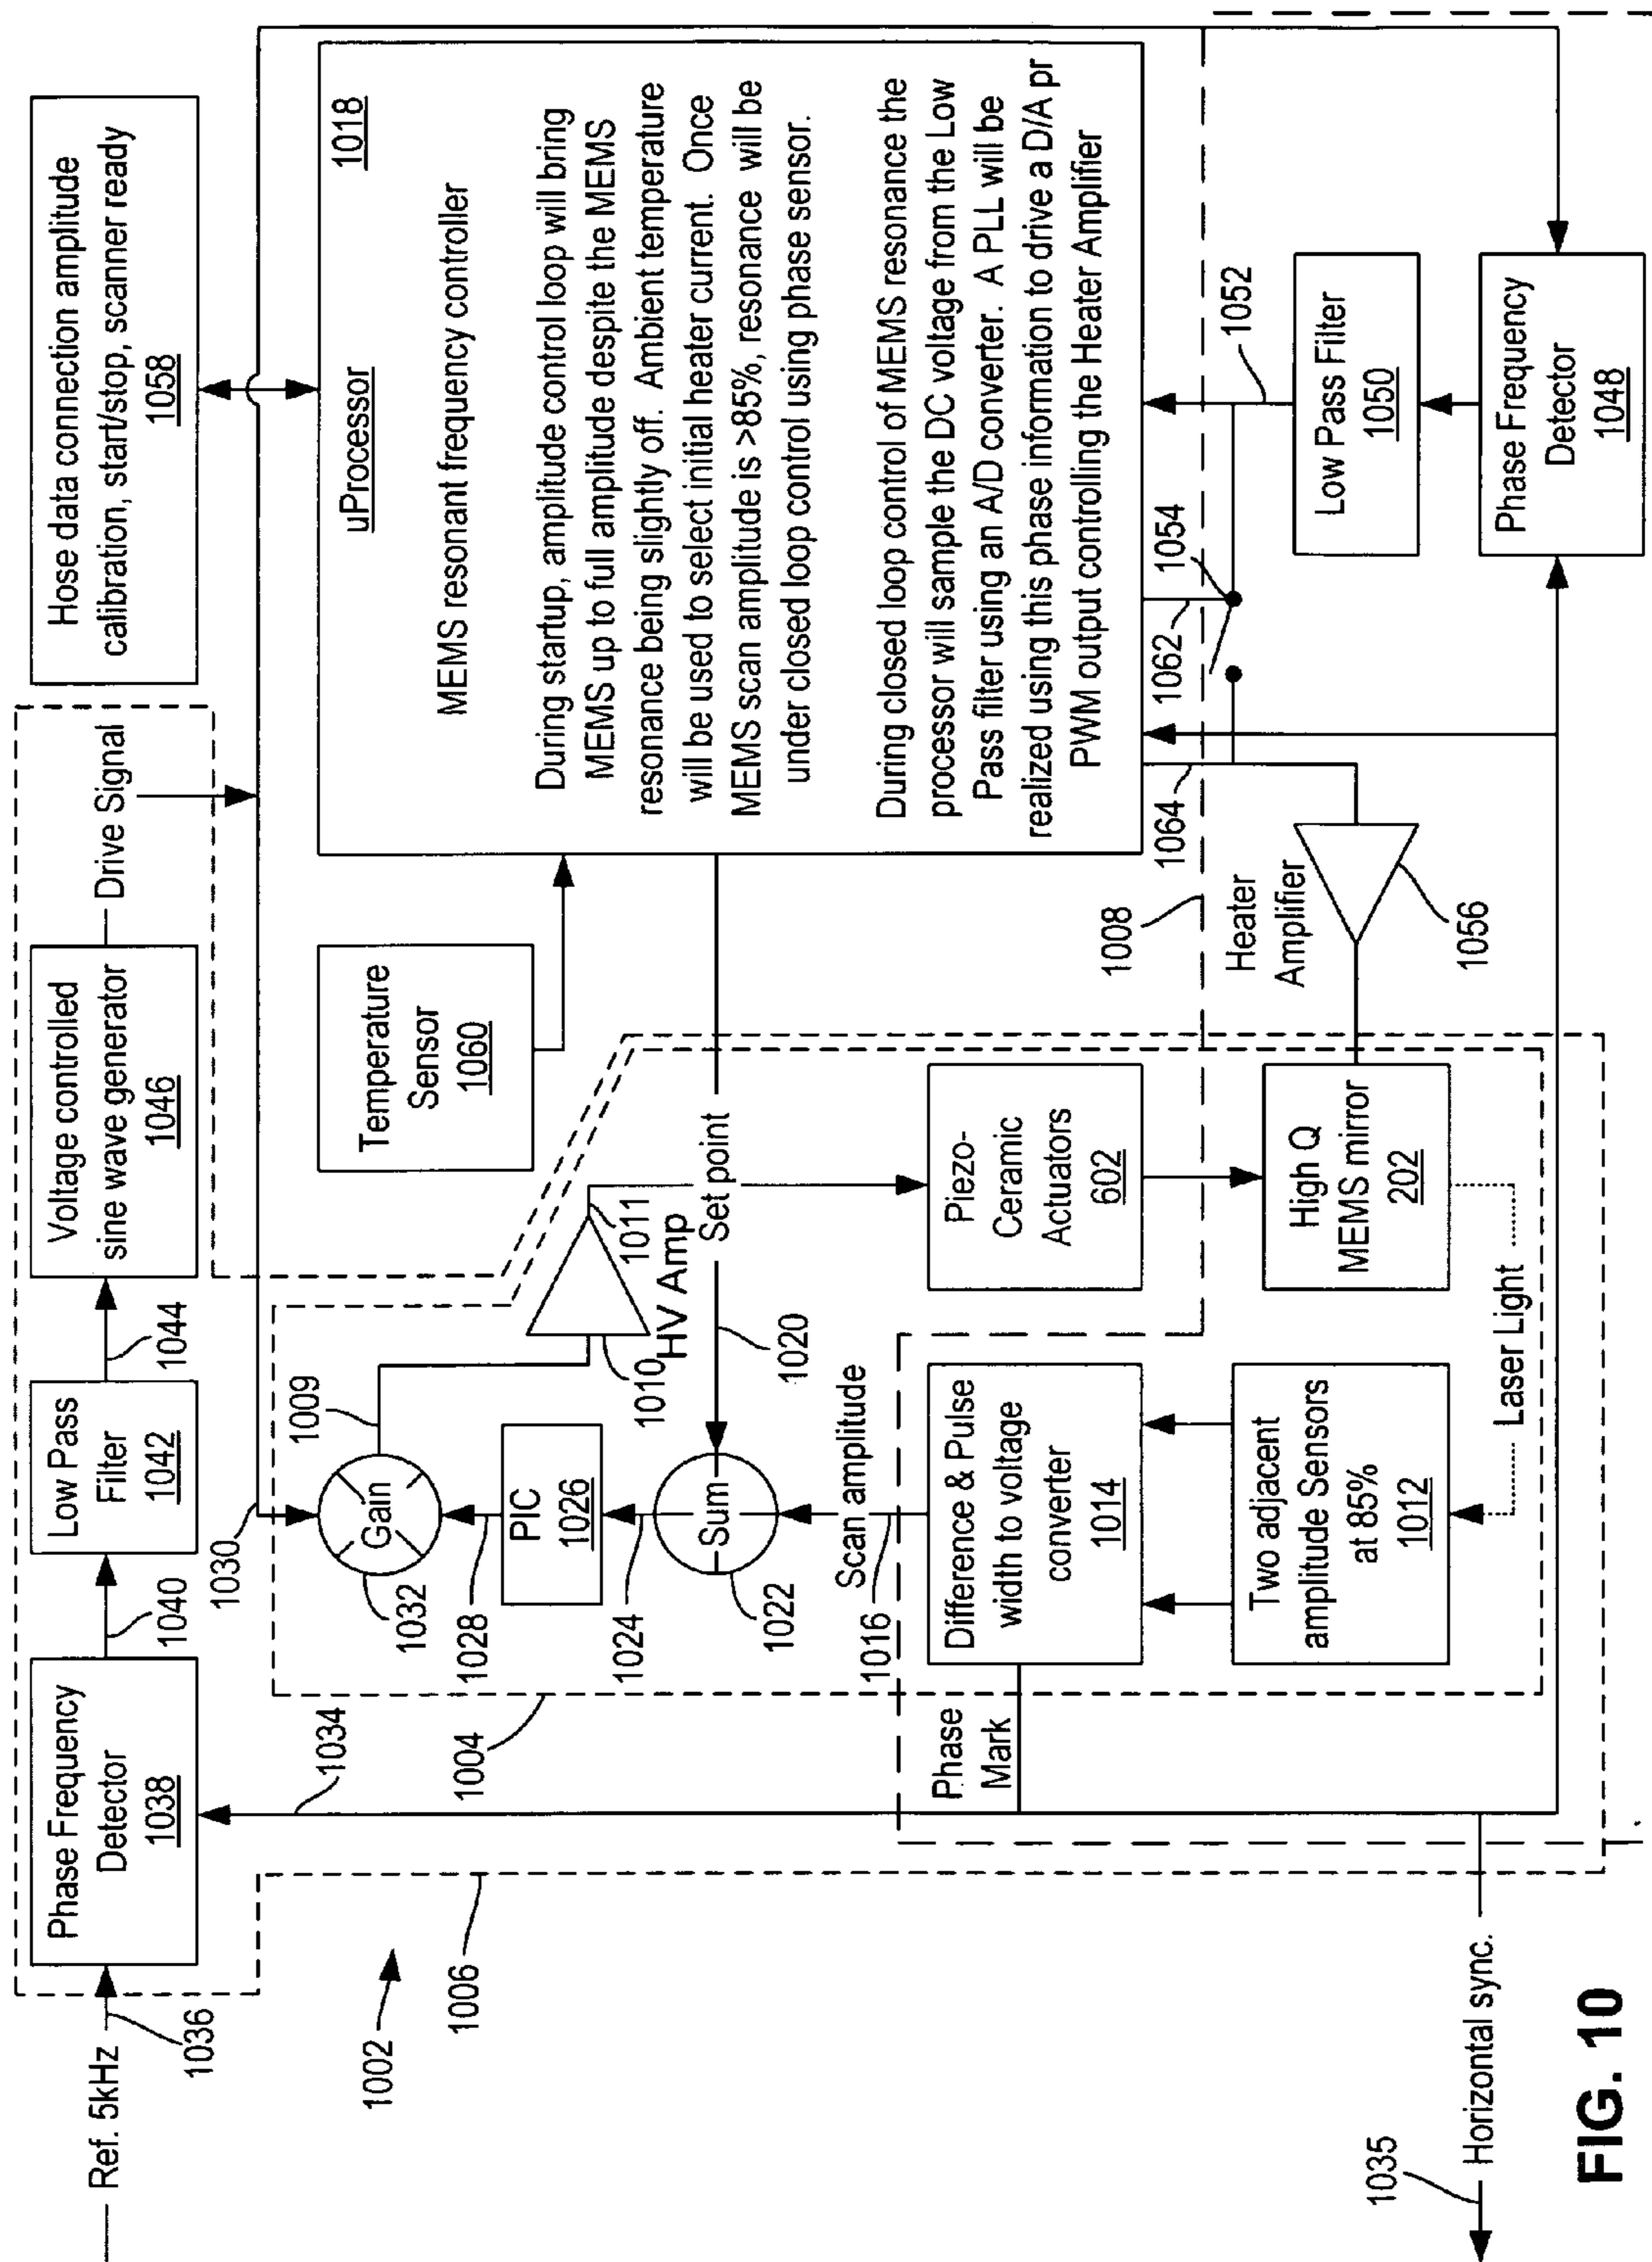 Ref. 5kHz
1036
Phase Frequency
Detector
1038
1040
Low Pass
Filter
1042
1044
Voltage controlled
sine wave generator
1046
Drive Signal
Hose data connection amplitude
calibration, start/stop, scanner ready
1058
1002
1006
1034
1004
1030
1032
Gain
1009
1028
PIC
1026
1024
Sum
1022
1010
HV Amp
1011
1020
Set point
Temperature
Sensor
1060
uProcessor
1018
MEMS resonant frequency controller
During startup, amplitude control loop will bring
MEMS up to full amplitude despite the MEMS
resonance being slightly off. Ambient temperature
will be used to select initial heater current. Once
MEMS scan amplitude is >85%, resonance will be
under closed loop control using phase sensor.
During closed loop control of MEMS resonance the
processor will sample the DC voltage from the Low
Pass filter using an A/D converter. A PLL will be
realized using this phase information to drive a D/A pr
PWM output controlling the Heater Amplifier
1016
Scan amplitude
Phase
Mark
Difference & Pulse
width to voltage
converter
1014
Two adjacent
amplitude Sensors
at 85%
1012
Laser Light
Piezo-
Ceramic
Actuators
602
High Q
MEMS mirror
202
1008
Heater
Amplifier
1056
1064
1062
1054
1052
Low Pass Filter
1050
Phase Frequency
Detector
1048
1035
Horizontal sync.
FIG. 10